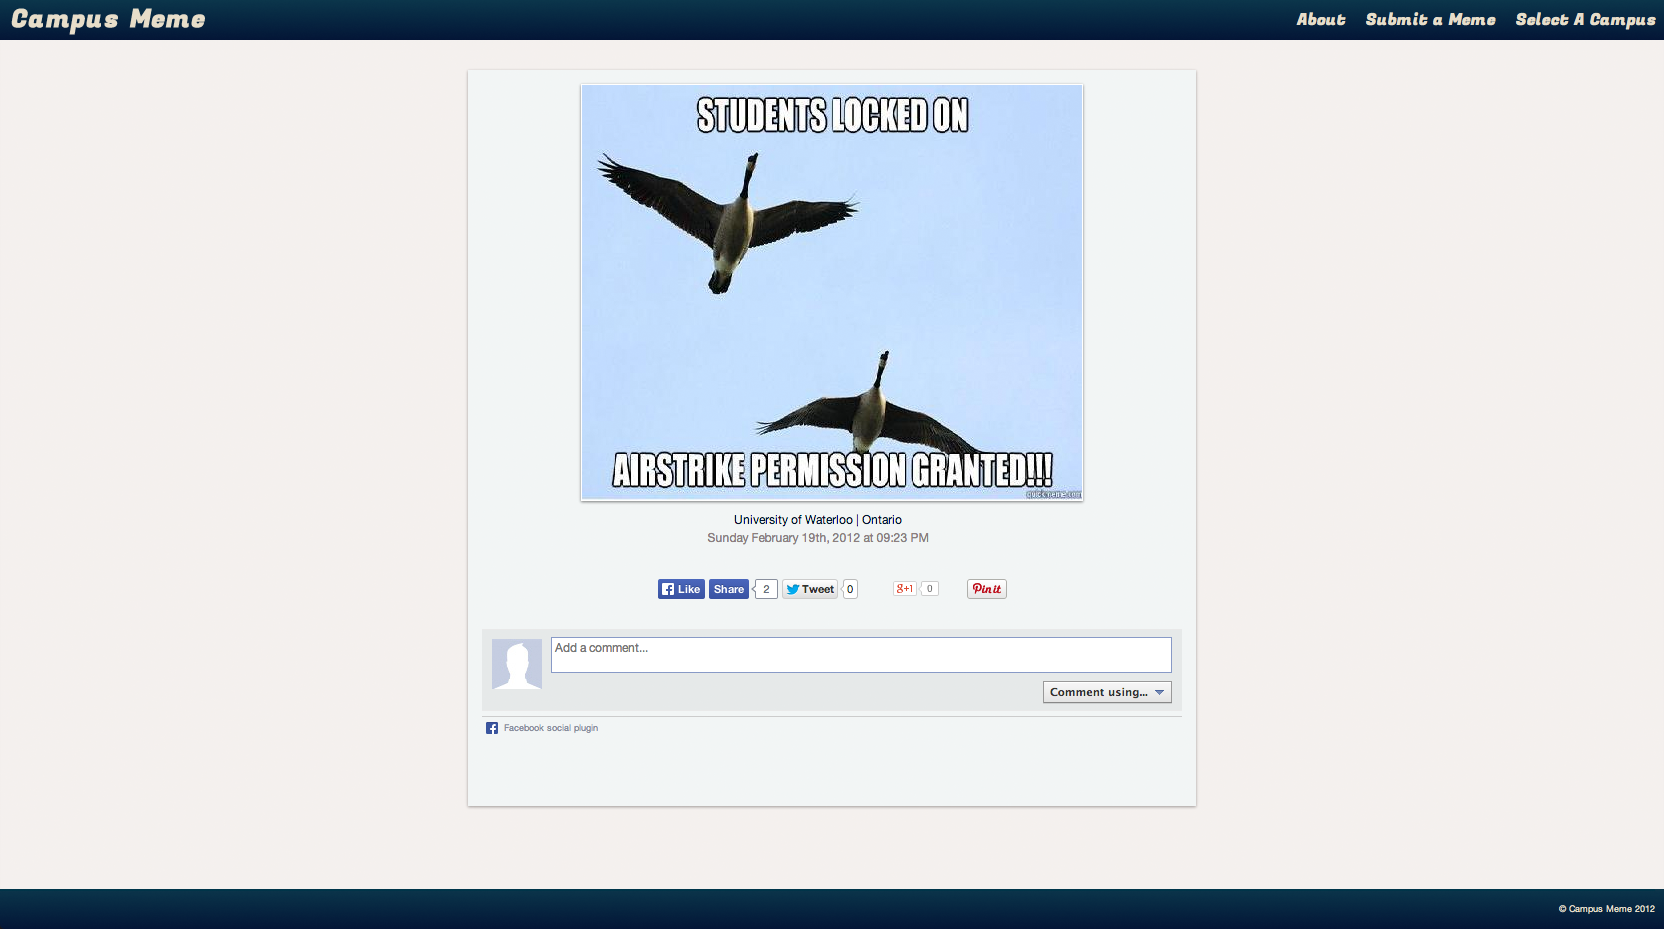 Campus Meme
About Submit a Meme Select A Campus
STUDENTS LOCKED ON
AIRSTRIKE PERMISSION GRANTED!!!
quickmeme.com
University of Waterloo | Ontario
Sunday February 19th, 2012 at 09:23 PM
Like Share 2 Tweet 0 g+1 0 Pinit
Add a comment...
Comment using...
Facebook social plugin
© Campus Meme 2012